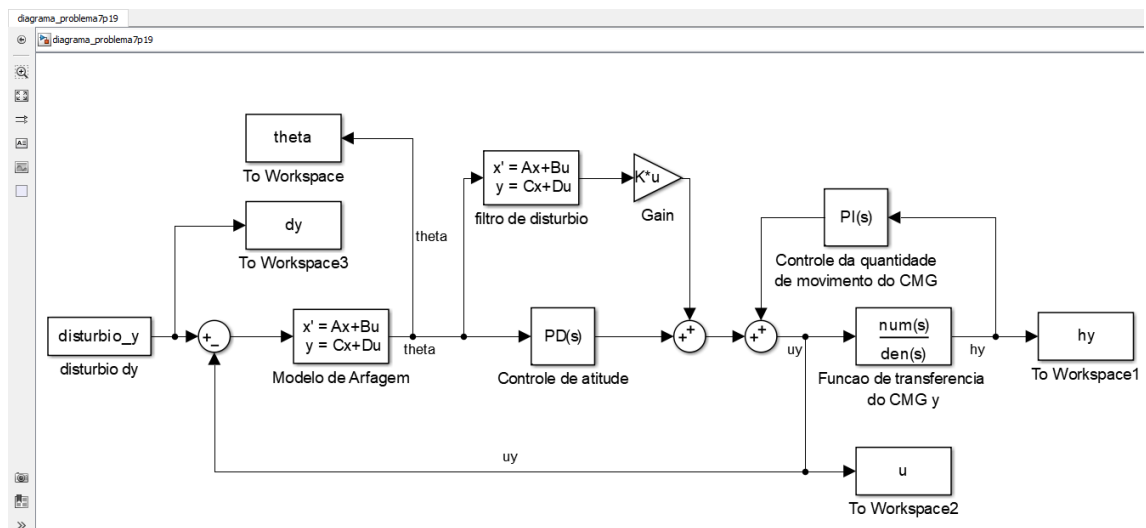 diagrama_problema7p19
diagrama_problema7p19
theta
To Workspace
x' = Ax+Bu
y = Cx+Du
filtro de disturbio
K*u
Gain
PI(s)
Controle da quantidade
de movimento do CMG
dy
To Workspace3
theta
disturbio_y
disturbio dy
+
-
x' = Ax+Bu
y = Cx+Du
Modelo de Arfagem
theta
PD(s)
Controle de atitude
+
+
+
+
uy
num(s)
den(s)
Funcao de transferência
do CMG y
hy
hy
To Workspace1
uy
u
To Workspace2